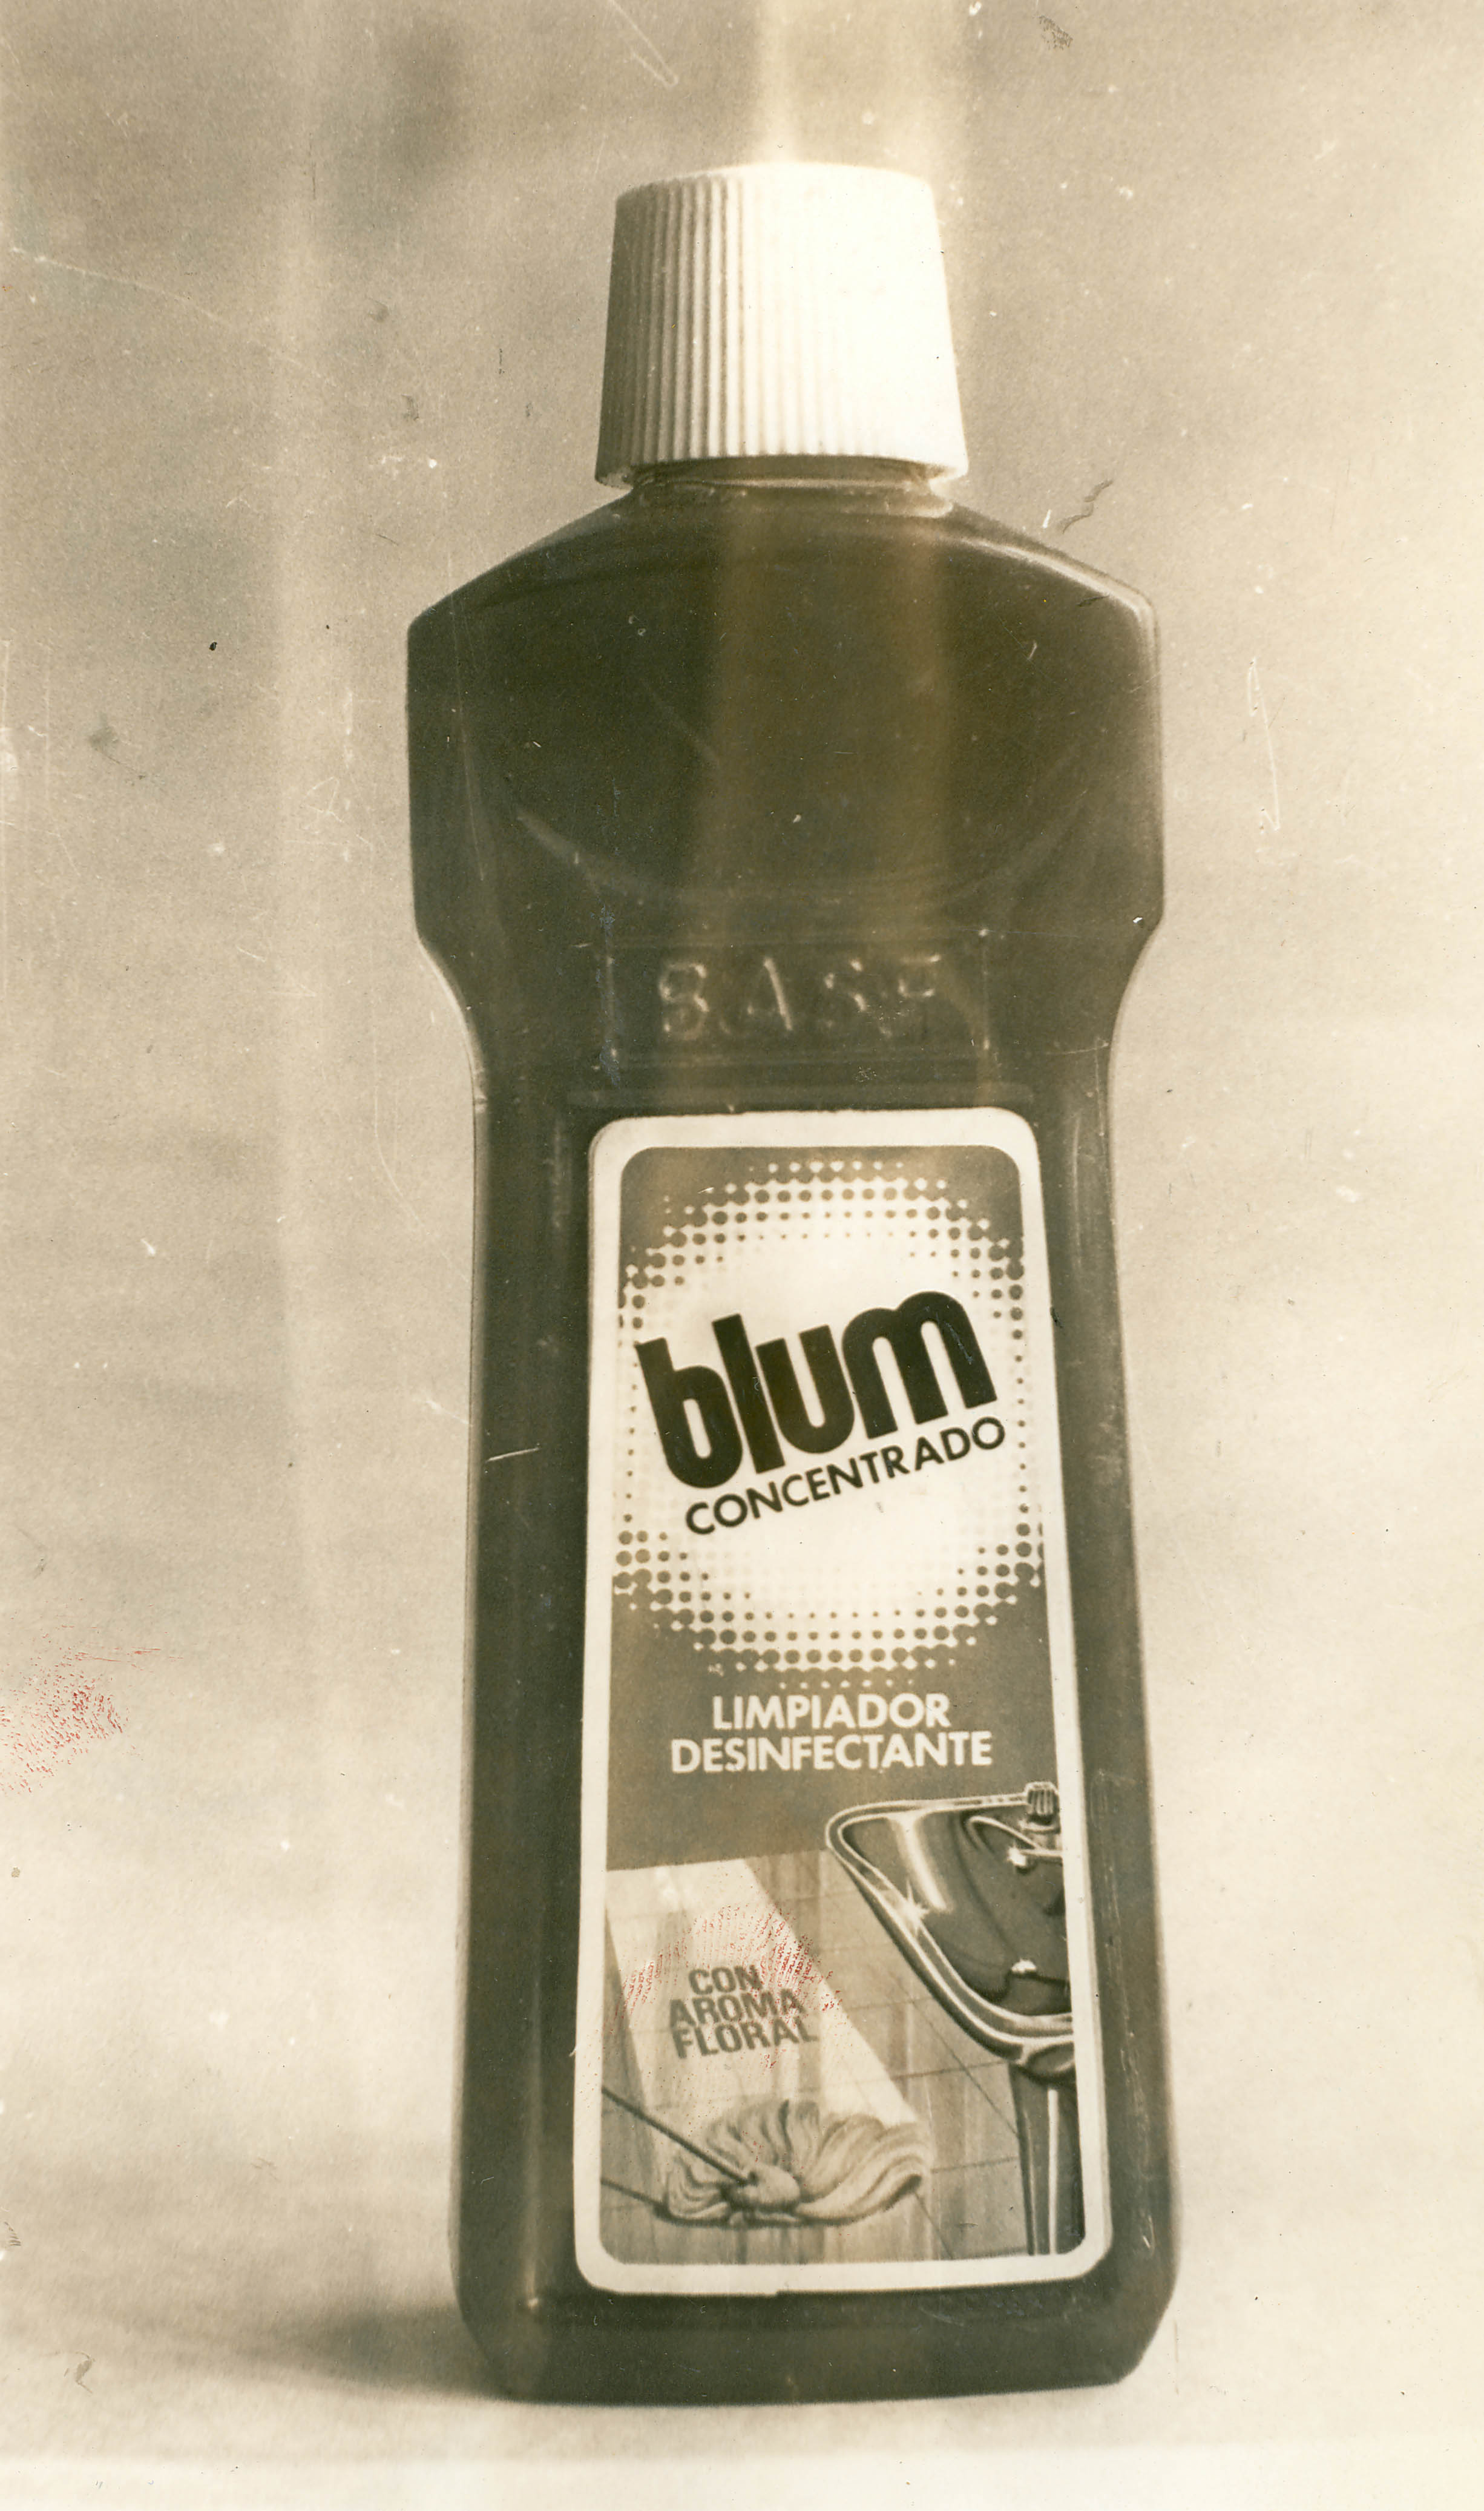 BASF
blum
CONCENTRADO
LIMPIADOR
DESINFECTANTE
CON
AROMA
FLORAL